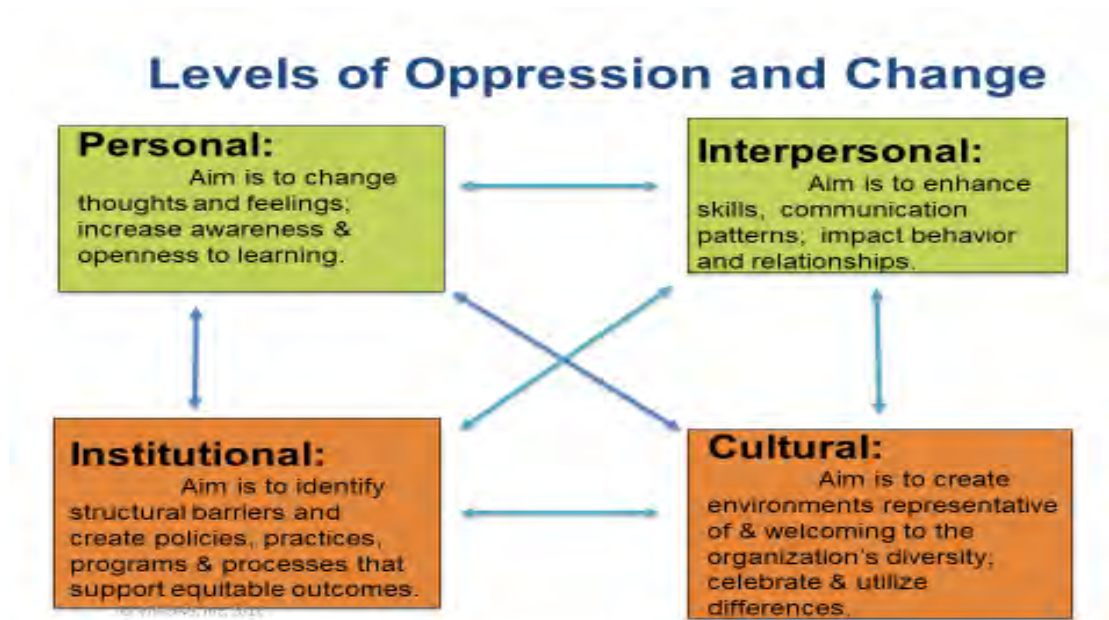 Levels of Oppression and Change
Personal:
Aim is to change
thoughts and feelings;
increase awareness &
openness to learning.
Interpersonal:
Aim is to enhance
skills, communication
patterns; impact behavior
and relationships.
Institutional:
Aim is to identify
structural barriers and
create policies, practices,
programs & processes that
support equitable outcomes.
Cultural:
Aim is to create
environments representative
of & welcoming to the
organization's diversity;
celebrate & utilize
differences.